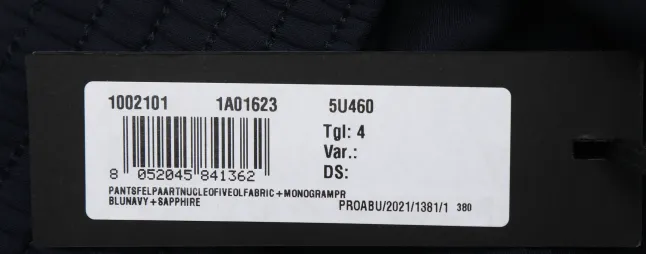 1002101 1A01623 5U460
Tgl: 4
Var.:
DS:
8 052045 841362
PANTSFELPAARTNUCLEOFIVEOLFABRIC+MONOGRAMPR
BLUNAVY+SAPPHIRE
PROABU/2021/1381/1 380